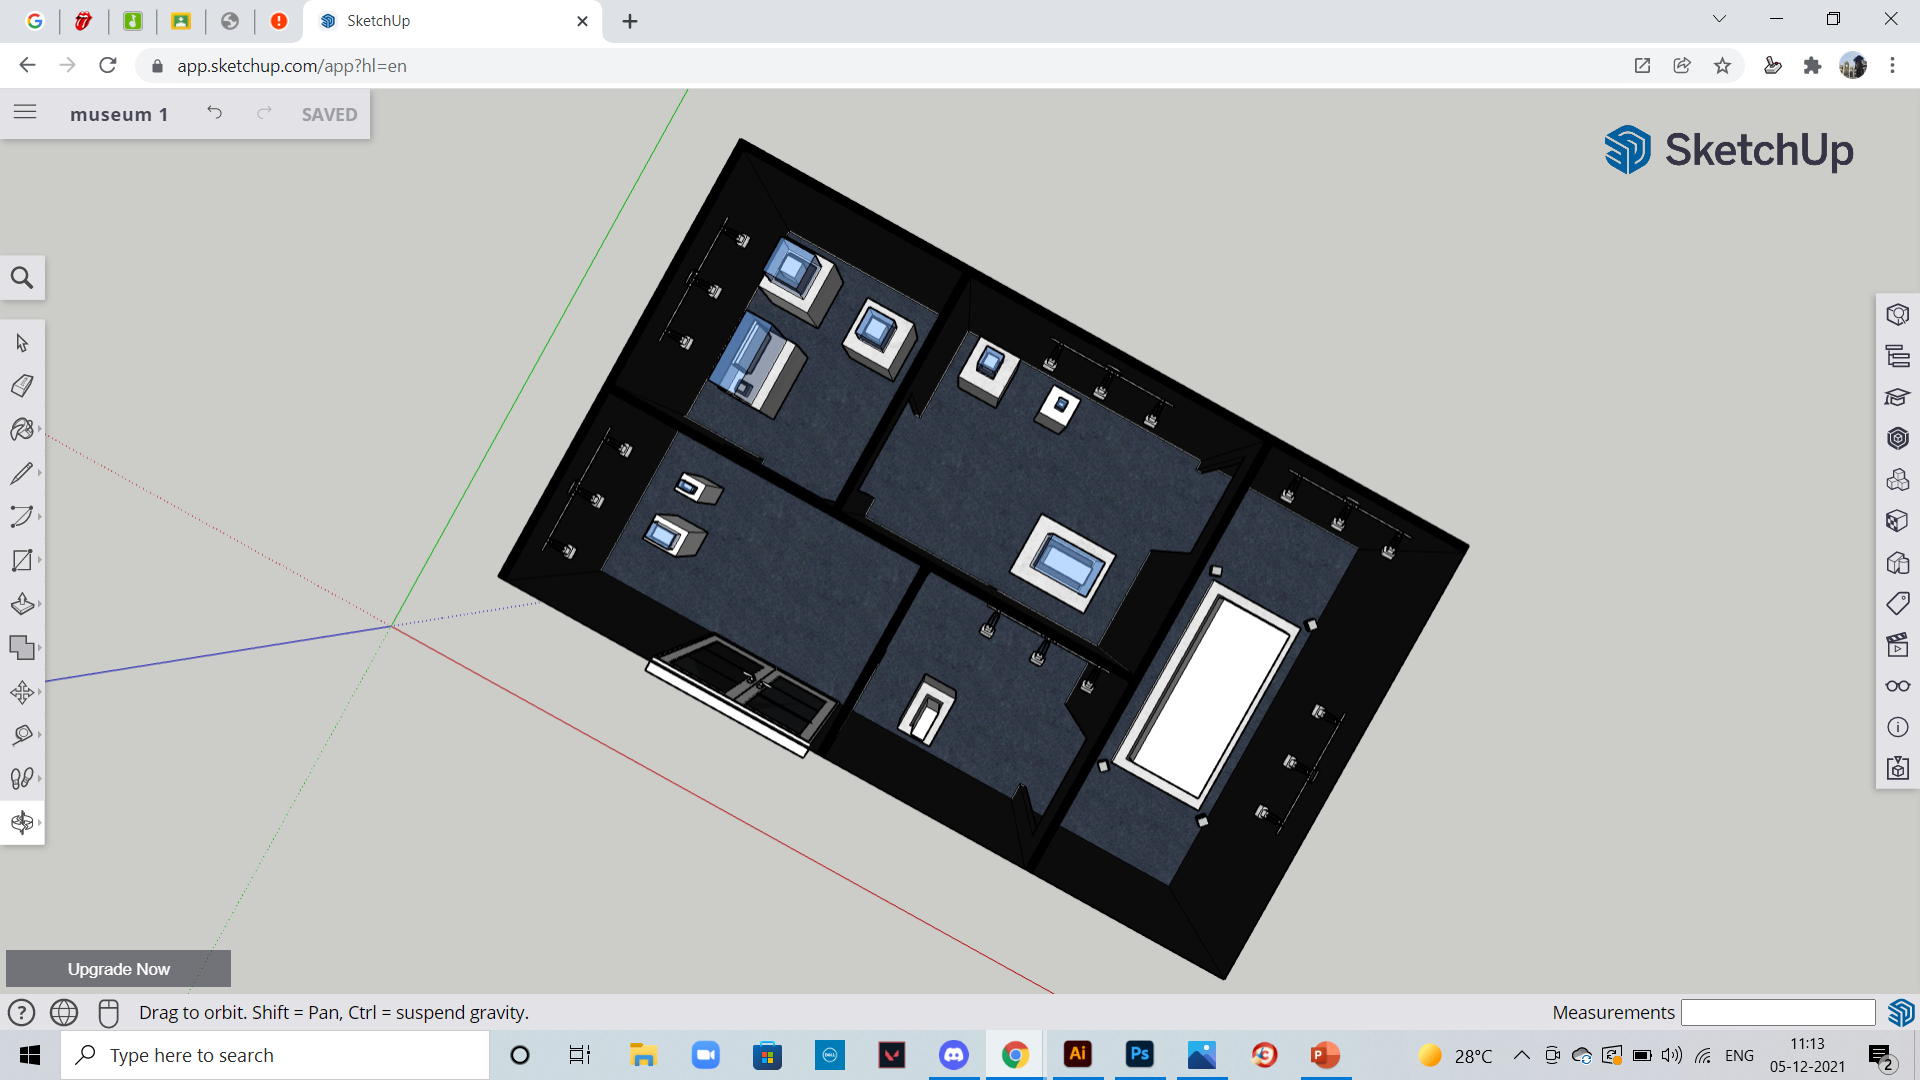 SketchUp
app.sketchup.com/app?hl=en
museum 1
SAVED
SketchUp
Upgrade Now
Drag to orbit. Shift = Pan, Ctrl = suspend gravity.
Measurements
Type here to search
DELL
Ai
Ps
P
28°C
ENG
11:13
05-12-2021
2